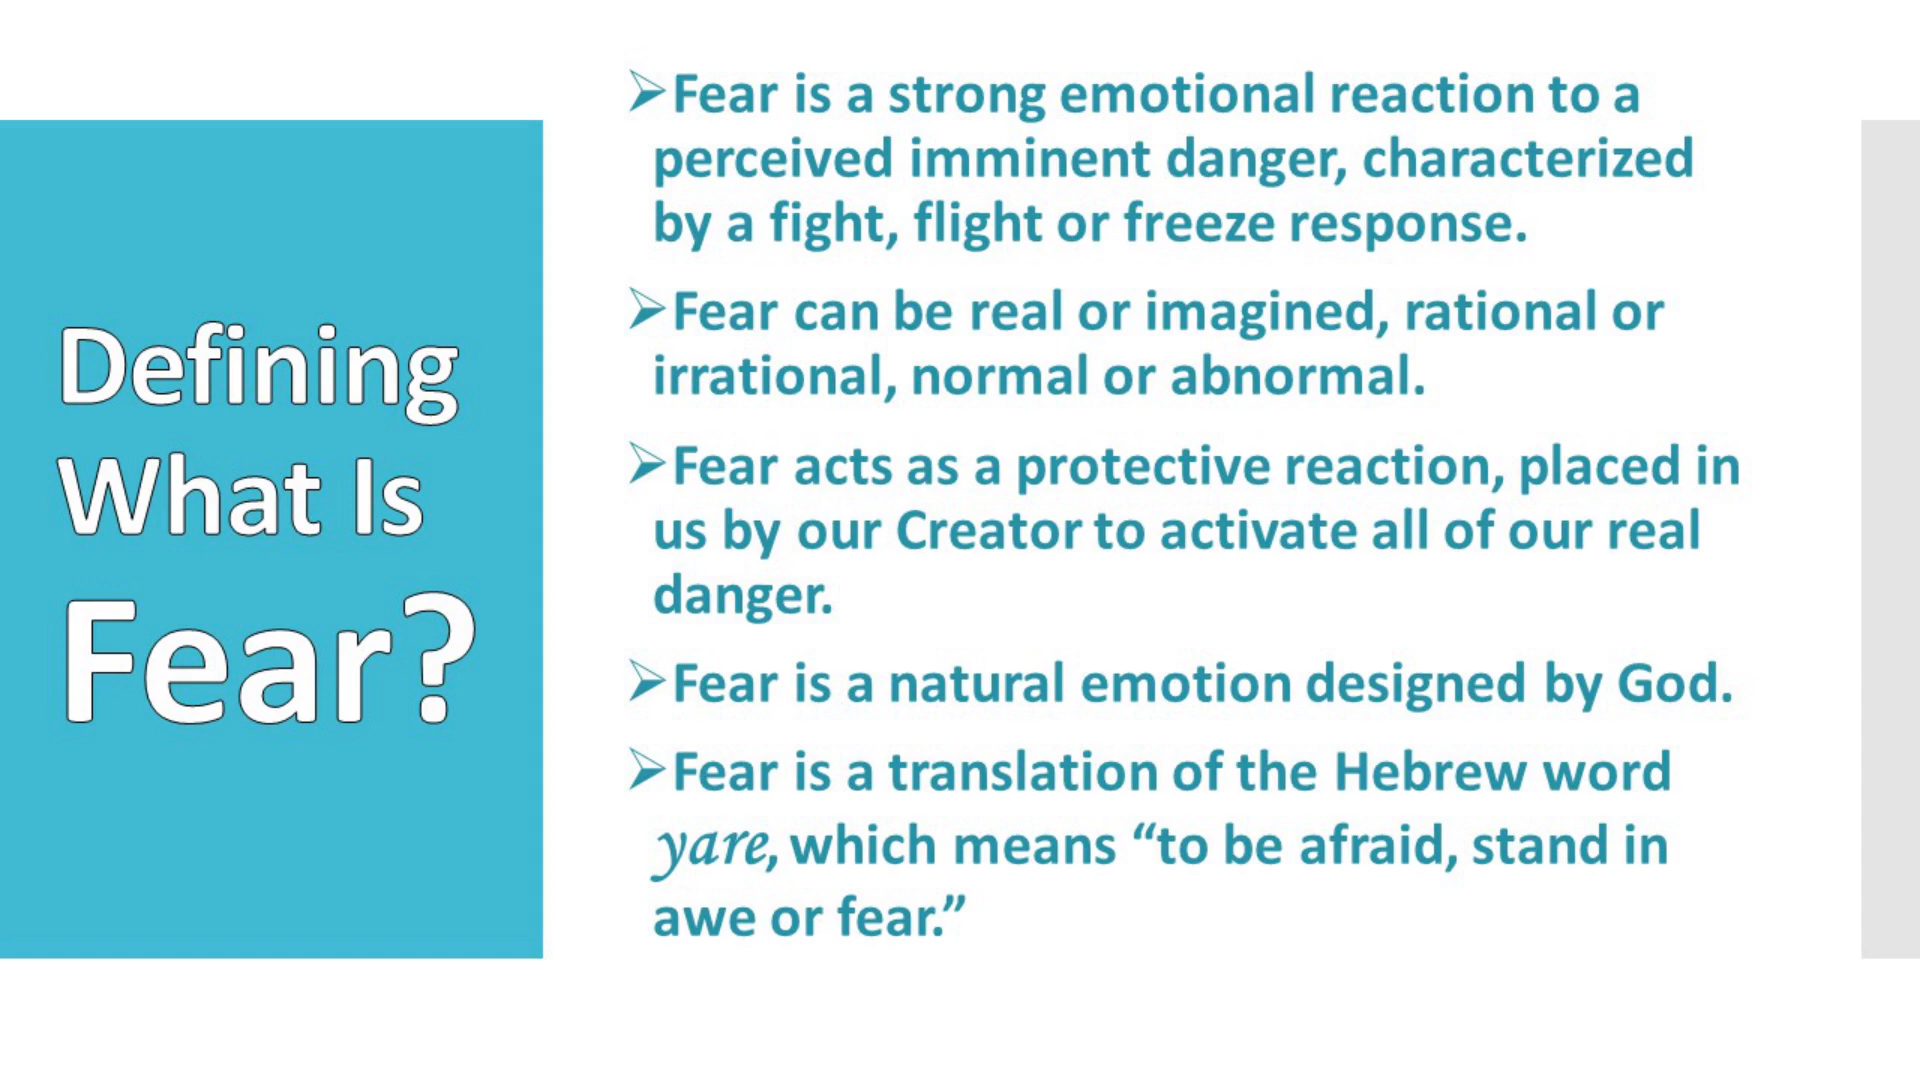 Defining
What Is
Fear?
➢Fear is a strong emotional reaction to a
perceived imminent danger, characterized
by a fight, flight or freeze response.
➢Fear can be real or imagined, rational or
irrational, normal or abnormal.
➢Fear acts as a protective reaction, placed in
us by our Creator to activate all of our real
danger.
➢Fear is a natural emotion designed by God.
➢Fear is a translation of the Hebrew word
yare, which means “to be afraid, stand in
awe or fear.”